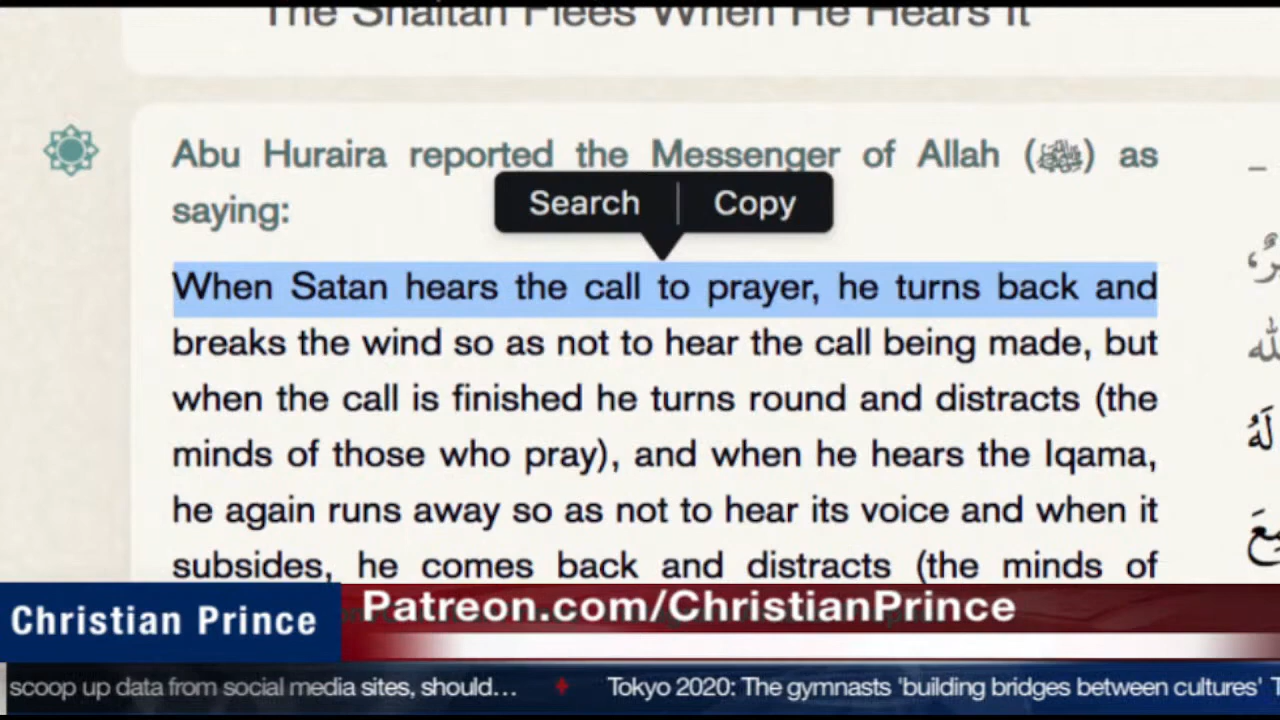 The Shaitan Flees When He Hears It
Abu Huraira reported the Messenger of Allah (ﷺ) as
saying:
Search Copy
When Satan hears the call to prayer, he turns back and
breaks the wind so as not to hear the call being made, but
when the call is finished he turns round and distracts (the
minds of those who pray), and when he hears the Iqama,
he again runs away so as not to hear its voice and when it
subsides, he comes back and distracts (the minds of
Christian Prince
Patreon.com/ChristianPrince
scoop up data from social media sites, should... Tokyo 2020: The gymnasts 'building bridges between cultures'